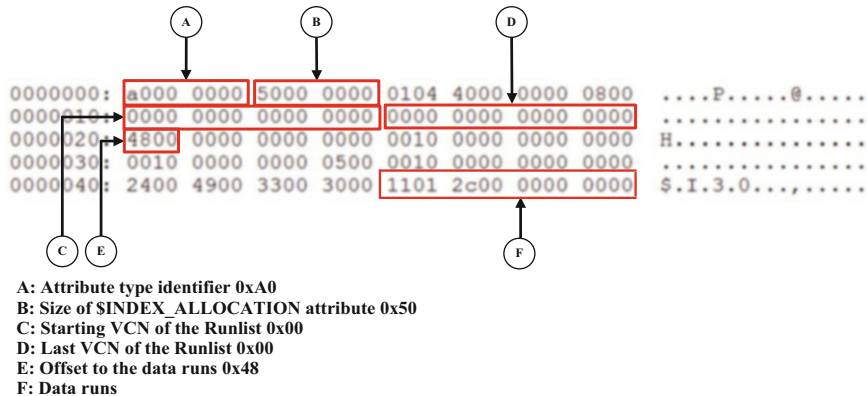 A B D
0000000: a000 0000 5000 0000 0104 4000 0000 0800 ....P.....@.....
0000010: 0000 0000 0000 0000 0000 0000 0000 0000 ................
0000020: 4800 0000 0000 0000 0010 0000 0000 0000 H...............
0000030: 0010 0000 0000 0500 0010 0000 0000 0000 ................
0000040: 2400 4900 3300 3000 1101 2c00 0000 0000 $.I.3.0...,.....
C E F
A: Attribute type identifier 0xA0
B: Size of $INDEX_ALLOCATION attribute 0x50
C: Starting VCN of the Runlist 0x00
D: Last VCN of the Runlist 0x00
E: Offset to the data runs 0x48
F: Data runs